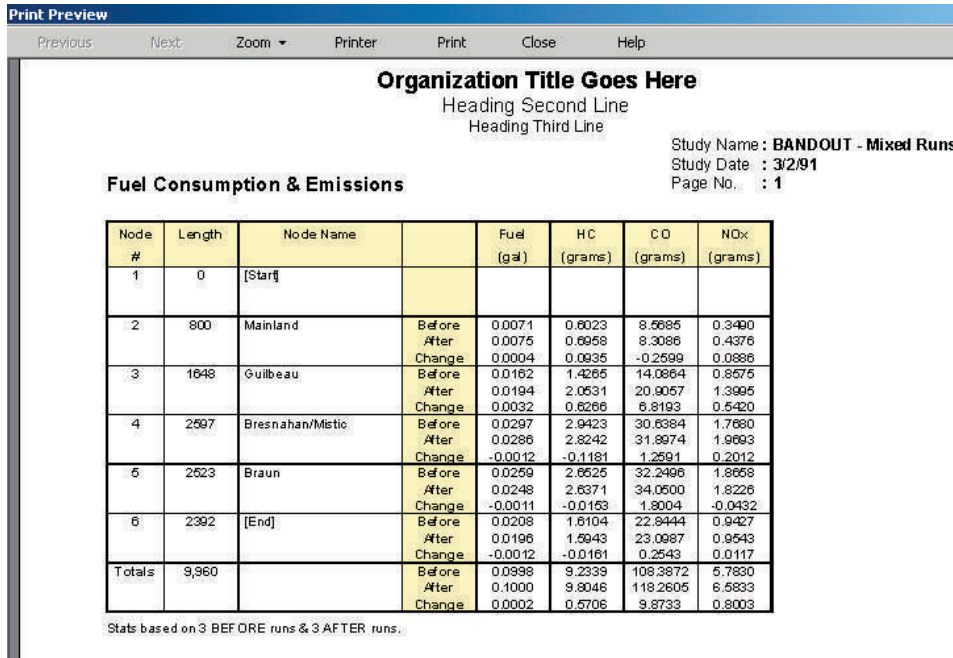 Print Preview
Previous Next Zoom Printer Print Close Help
Organization Title Goes Here
Heading Second Line
Heading Third Line
Study Name : BANDOUT - Mixed Runs
Study Date : 3/2/91
Page No. : 1
Fuel Consumption & Emissions
Node Length Node Name Fuel HC CO NOx
# (gal) (grams) (grams) (grams)
1 0 [Start]
2 800 Mainland Before 0.0071 0.6023 8.5685 0.3490
After 0.0075 0.6958 8.3086 0.4376
Change 0.0004 0.0935 -0.2599 0.0886
3 1648 Guilbeau Before 0.0162 1.4265 14.0864 0.8575
After 0.0194 2.0531 20.9057 1.3995
Change 0.0032 0.6266 6.8193 0.5420
4 2597 Bresnahan/Mistic Before 0.0297 2.9423 30.6384 1.7680
After 0.0286 2.8242 31.8974 1.9693
Change -0.0012 -0.1181 1.2591 0.2012
5 2523 Braun Before 0.0259 2.6525 32.2496 1.8658
After 0.0248 2.6371 34.0500 1.8226
Change -0.0011 -0.0153 1.8004 -0.0432
6 2392 [End] Before 0.0208 1.6104 22.8444 0.9427
After 0.0196 1.5943 23.0987 0.9543
Change -0.0012 -0.0161 0.2543 0.0117
Totals 9,960 Before 0.0998 9.2339 108.3872 5.7830
After 0.1000 9.8046 118.2605 6.5833
Change 0.0002 0.5706 9.8733 0.8003
Stats based on 3 BEFORE runs & 3 AFTER runs.